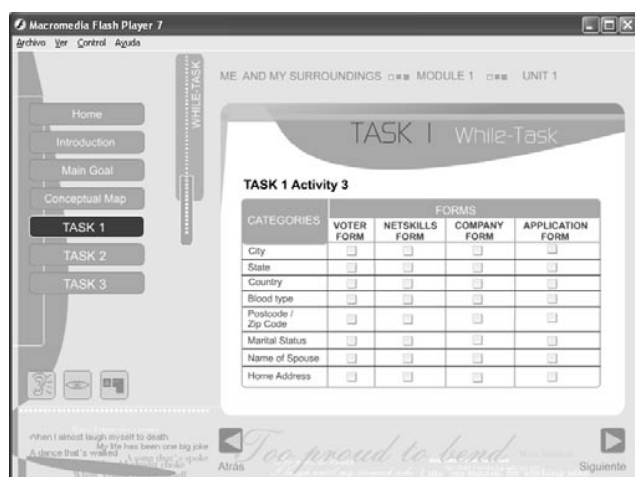 Macromedia Flash Player 7
Archivo Ver Control Ayuda
WHILE-TASK
ME AND MY SURROUNDINGS MODULE 1 UNIT 1
Home
Introduction
Main Goal
Conceptual Map
TASK 1
TASK 2
TASK 3
TASK 1 While-Task
TASK 1 Activity 3
CATEGORIES
FORMS
VOTER FORM
NETSKILLS FORM
COMPANY FORM
APPLICATION FORM
City
State
Country
Blood type
Postcode /
Zip Code
Marital Status
Name of Spouse
Home Address
When I almost laugh myself to death
My life has been one big joke
A dance that's walked
A song that's spoke
Too proud to bend
Atrás
Siguiente